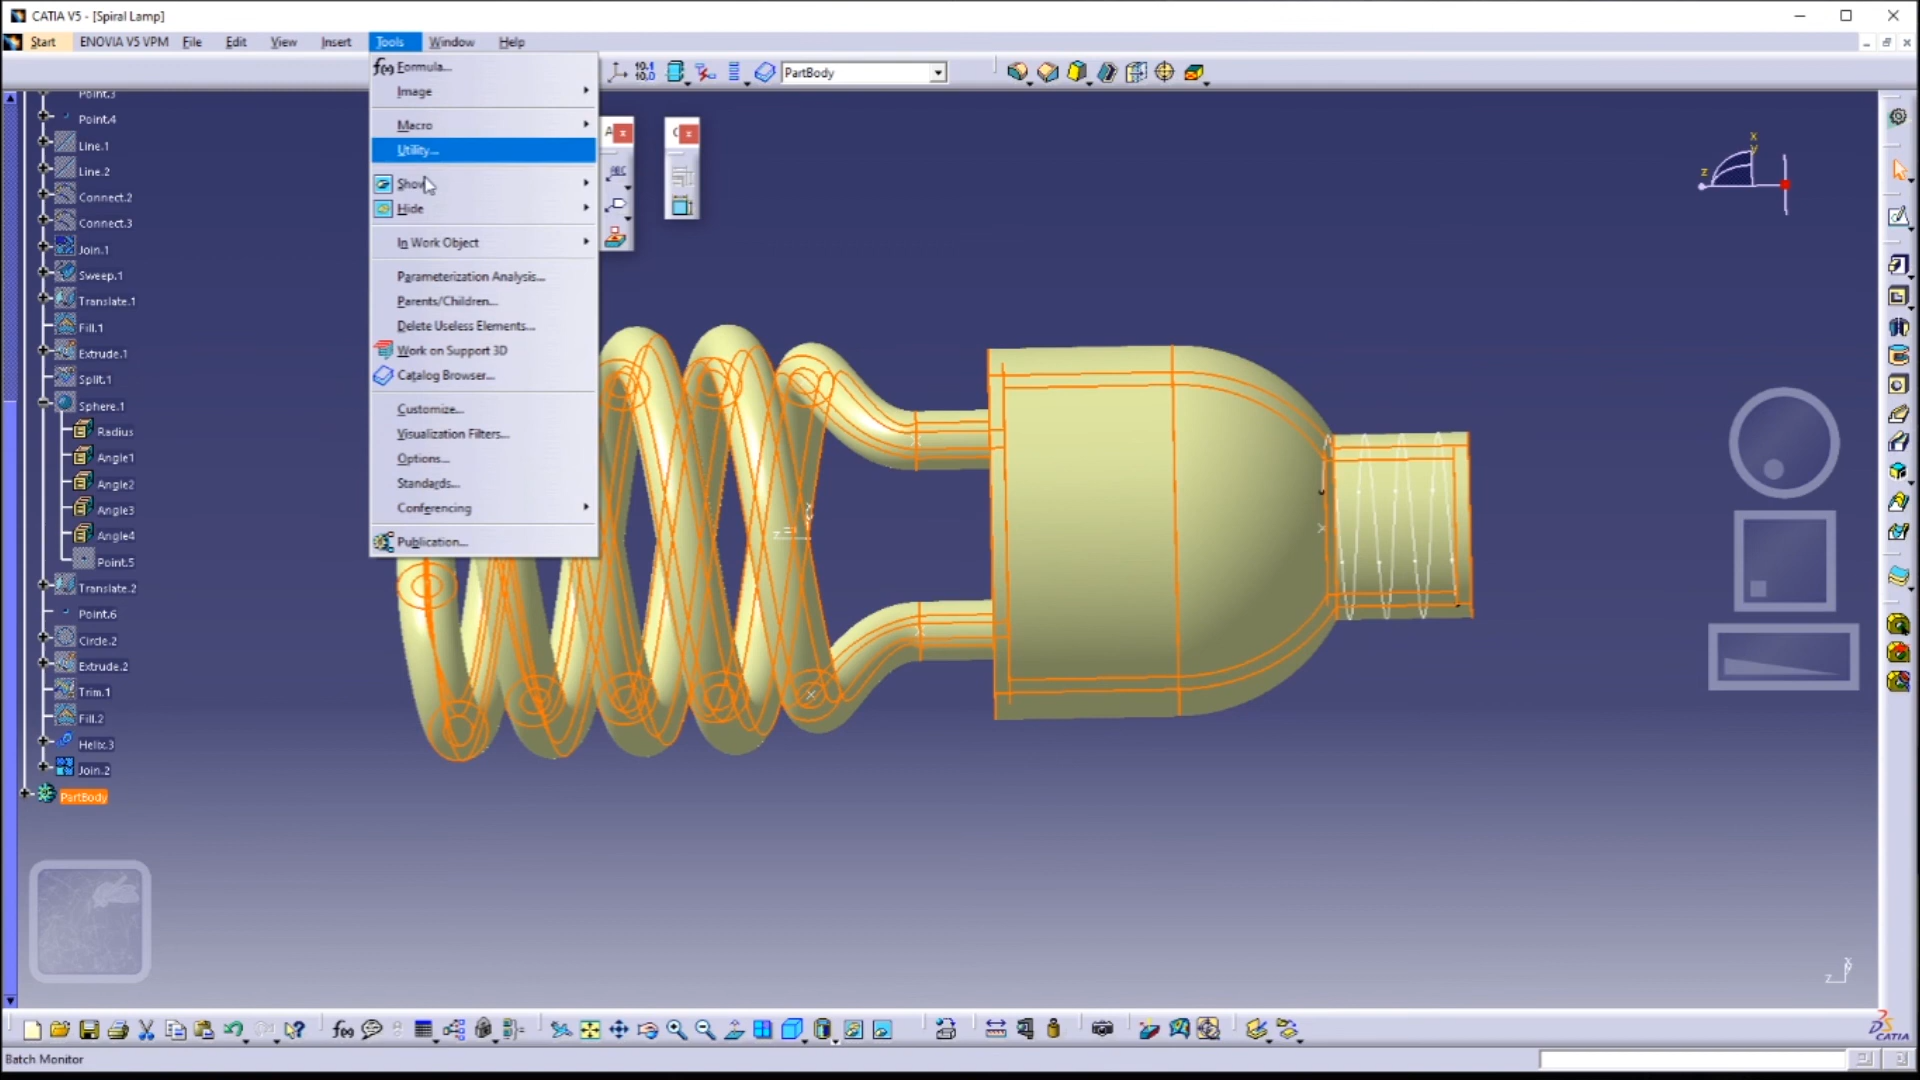 CATIA V5 - [Spiral Lamp]
Start ENOVIA V5 VPM File Edit View Insert Tools Window Help
PartBody
Formula...
Image
Macro
Utility...
Show
Hide
In Work Object
Parameterization Analysis...
Parents/Children...
Delete Useless Elements...
Work on Support 3D
Catalog Browser...
Customize...
Visualization Filters...
Options...
Standards...
Conferencing
Publication...
Point.3
Point.4
Line.1
Line.2
Connect.2
Connect.3
Join.1
Sweep.1
Translate.1
Fill.1
Extrude.1
Split.1
Sphere.1
Radius
Angle1
Angle2
Angle3
Angle4
Point.5
Translate.2
Point.6
Circle.2
Extrude.2
Trim.1
Fill.2
Helix.3
Join.2
PartBody
x
y
z
CATIA
Batch Monitor